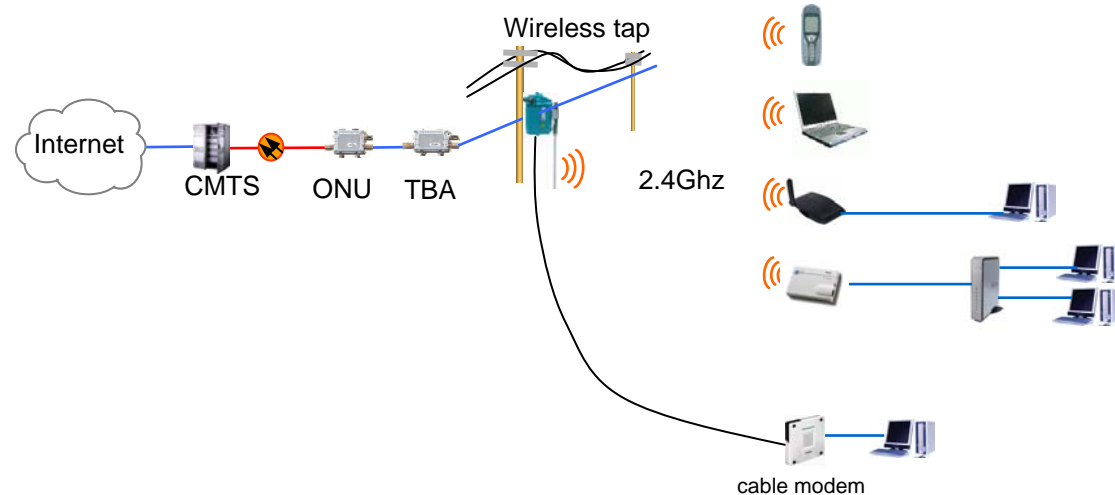 Wireless tap
Internet
CMTS
ONU
TBA
2.4Ghz
cable modem